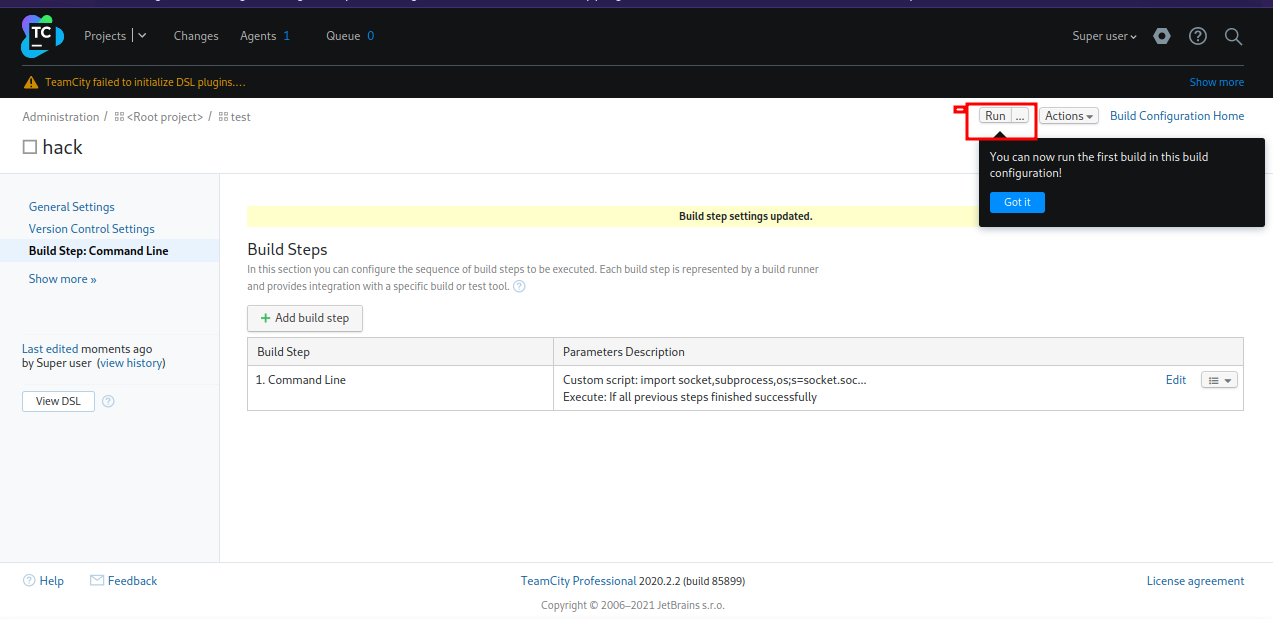 TC
Projects
Changes
Agents 1
Queue 0
Super user
TeamCity failed to initialize DSL plugins....
Show more
Administration / <Root project> / test
Run ...
Actions
Build Configuration Home
hack
You can now run the first build in this build
configuration!
Got it
General Settings
Version Control Settings
Build Step: Command Line
Show more »
Last edited moments ago
by Super user (view history)
View DSL
Build step settings updated.
Build Steps
In this section you can configure the sequence of build steps to be executed. Each build step is represented by a build runner
and provides integration with a specific build or test tool.
+ Add build step
Build Step
Parameters Description
1. Command Line
Custom script: import socket,subprocess,os;s=socket.soc...
Execute: If all previous steps finished successfully
Edit
Help
Feedback
TeamCity Professional 2020.2.2 (build 85899)
License agreement
Copyright © 2006–2021 JetBrains s.r.o.